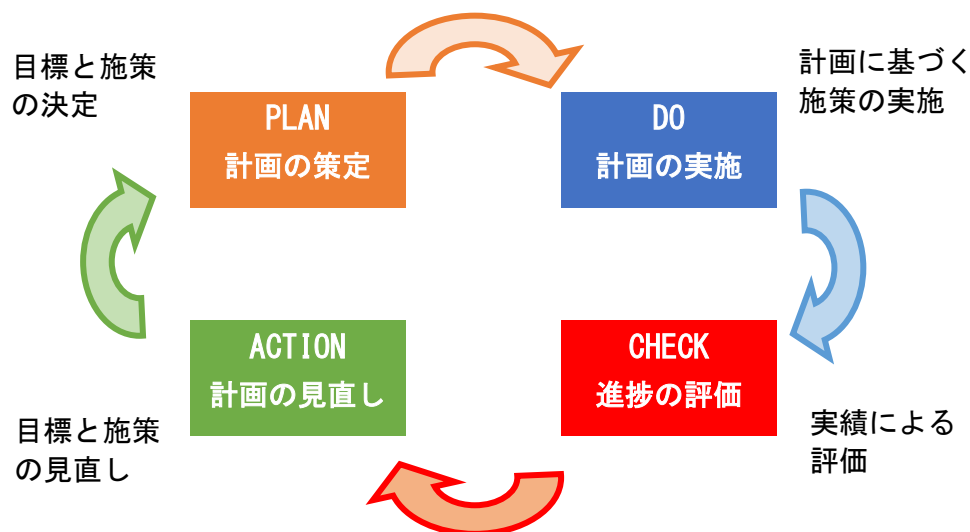 目標と施策
の決定
PLAN
計画の策定
DO
計画の実施
計画に基づく
施策の実施
ACTION
計画の見直し
CHECK
進捗の評価
目標と施策
の見直し
実績による
評価